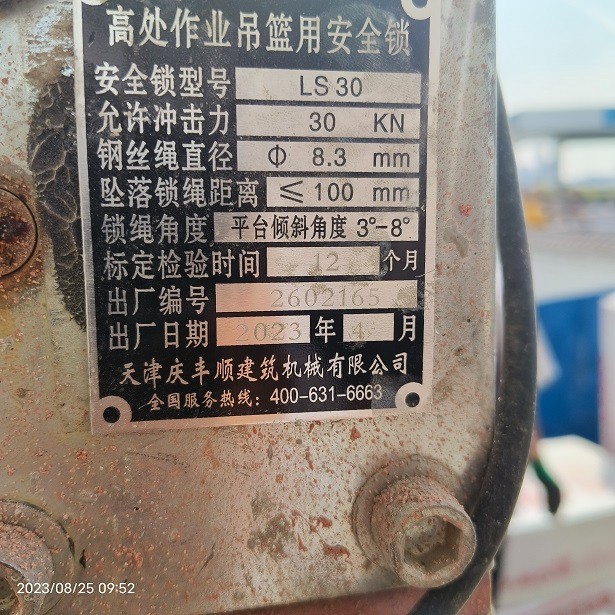 高处作业吊篮用安全锁
安全锁型号 LS 30
允许冲击力 30 KN
钢丝绳直径 Φ 8.3 mm
坠落锁绳距离 ≤100 mm
锁绳角度 平台倾斜角度 3°-8°
标定检验时间 12 个月
出厂编号 2602165
出厂日期 2023 年 4 月
天津庆丰顺建筑机械有限公司
全国服务热线: 400-631-6663
2023/08/25 09:52